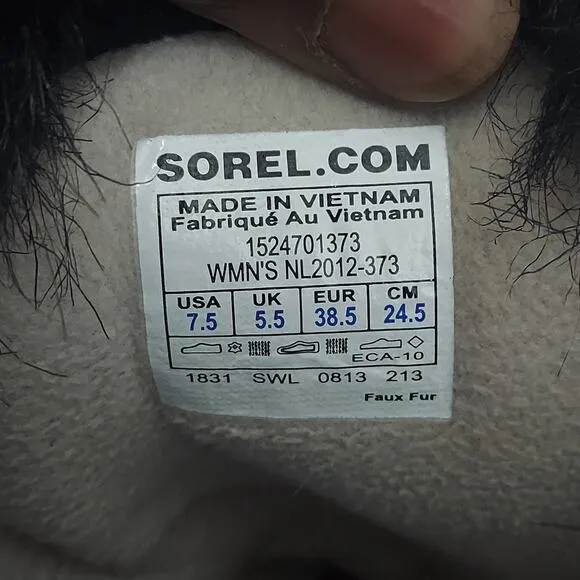 SOREL.COM
MADE IN VIETNAM
Fabriqué Au Vietnam
1524701373
WMN'S NL2012-373
USA UK EUR CM
7.5 5.5 38.5 24.5
ECA-10
1831 SWL 0813 213
Faux Fur